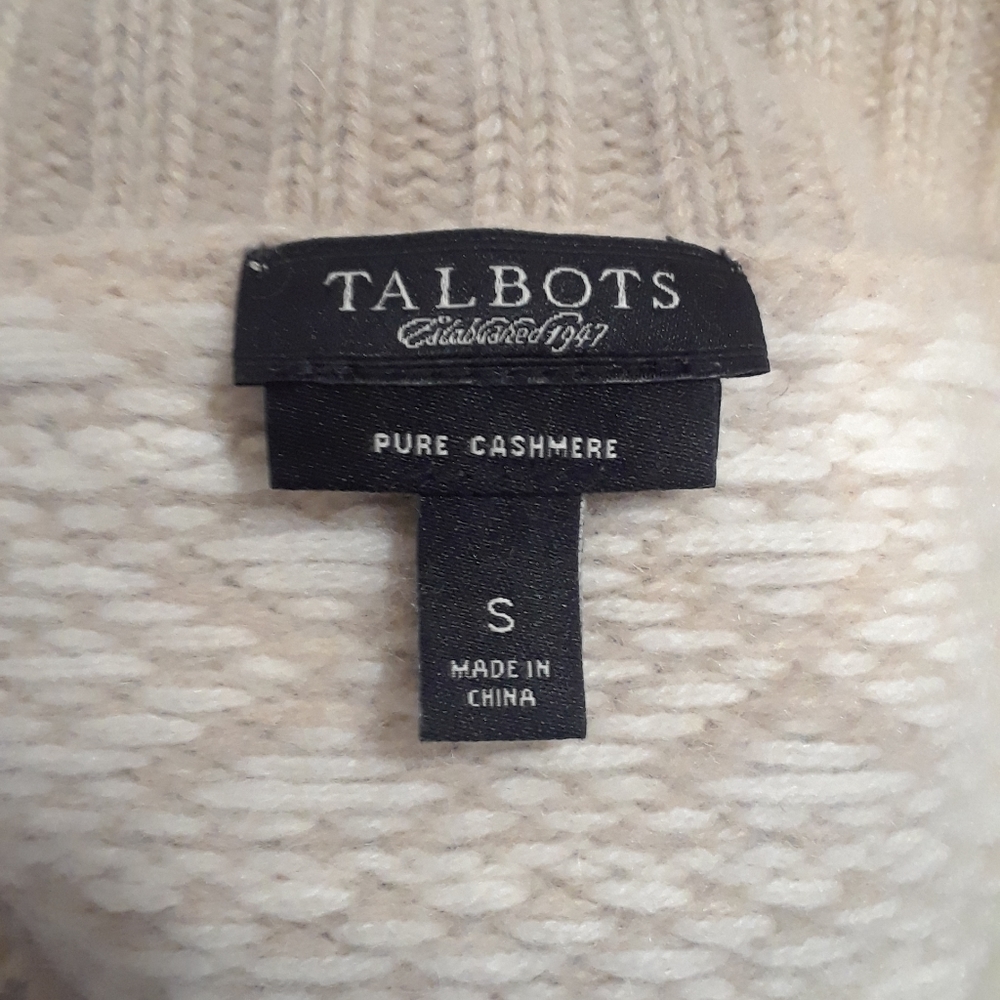 TALBOTS
Established 1947
PURE CASHMERE
S
MADE IN
CHINA